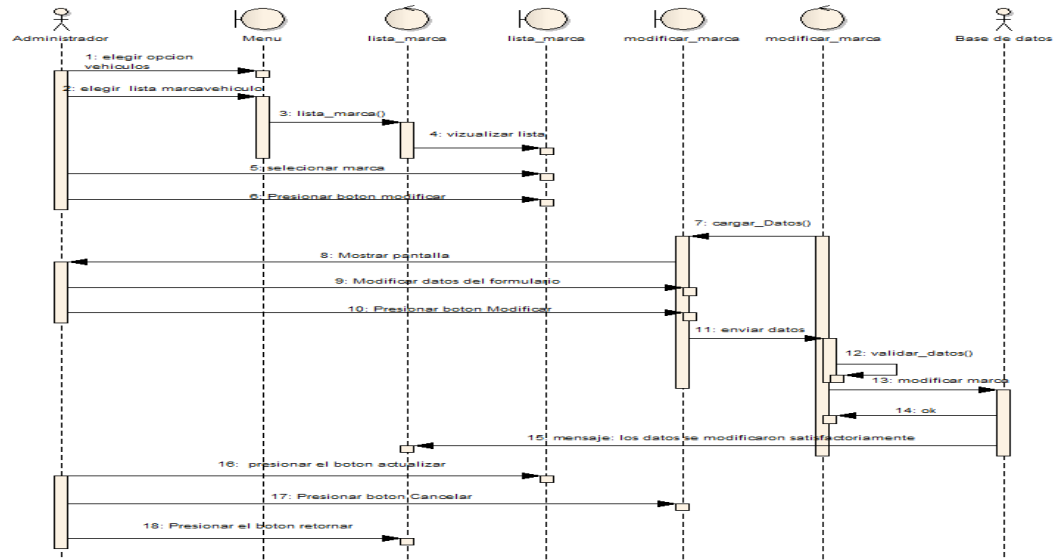 Administrador
Menu
lista_marca
lista_marca
modificar_marca
modificar_marca
Base de datos
1: elegir opcion
vehiculos
2: elegir lista marcavehiculo
3: lista_marca()
4: vizualizar lista
5: selecionar marca
6: Presionar boton modificar
7: cargar_Datos()
8: Mostrar pantalla
9: Modificar datos del formulario
10: Presionar boton Modificar
11: enviar datos
12: validar_datos()
13: modificar marca
14: ok
15: mensaje: los datos se modificaron satisfactoriamente
16: presionar el boton actualizar
17: Presionar boton Cancelar
18: Presionar el boton retornar